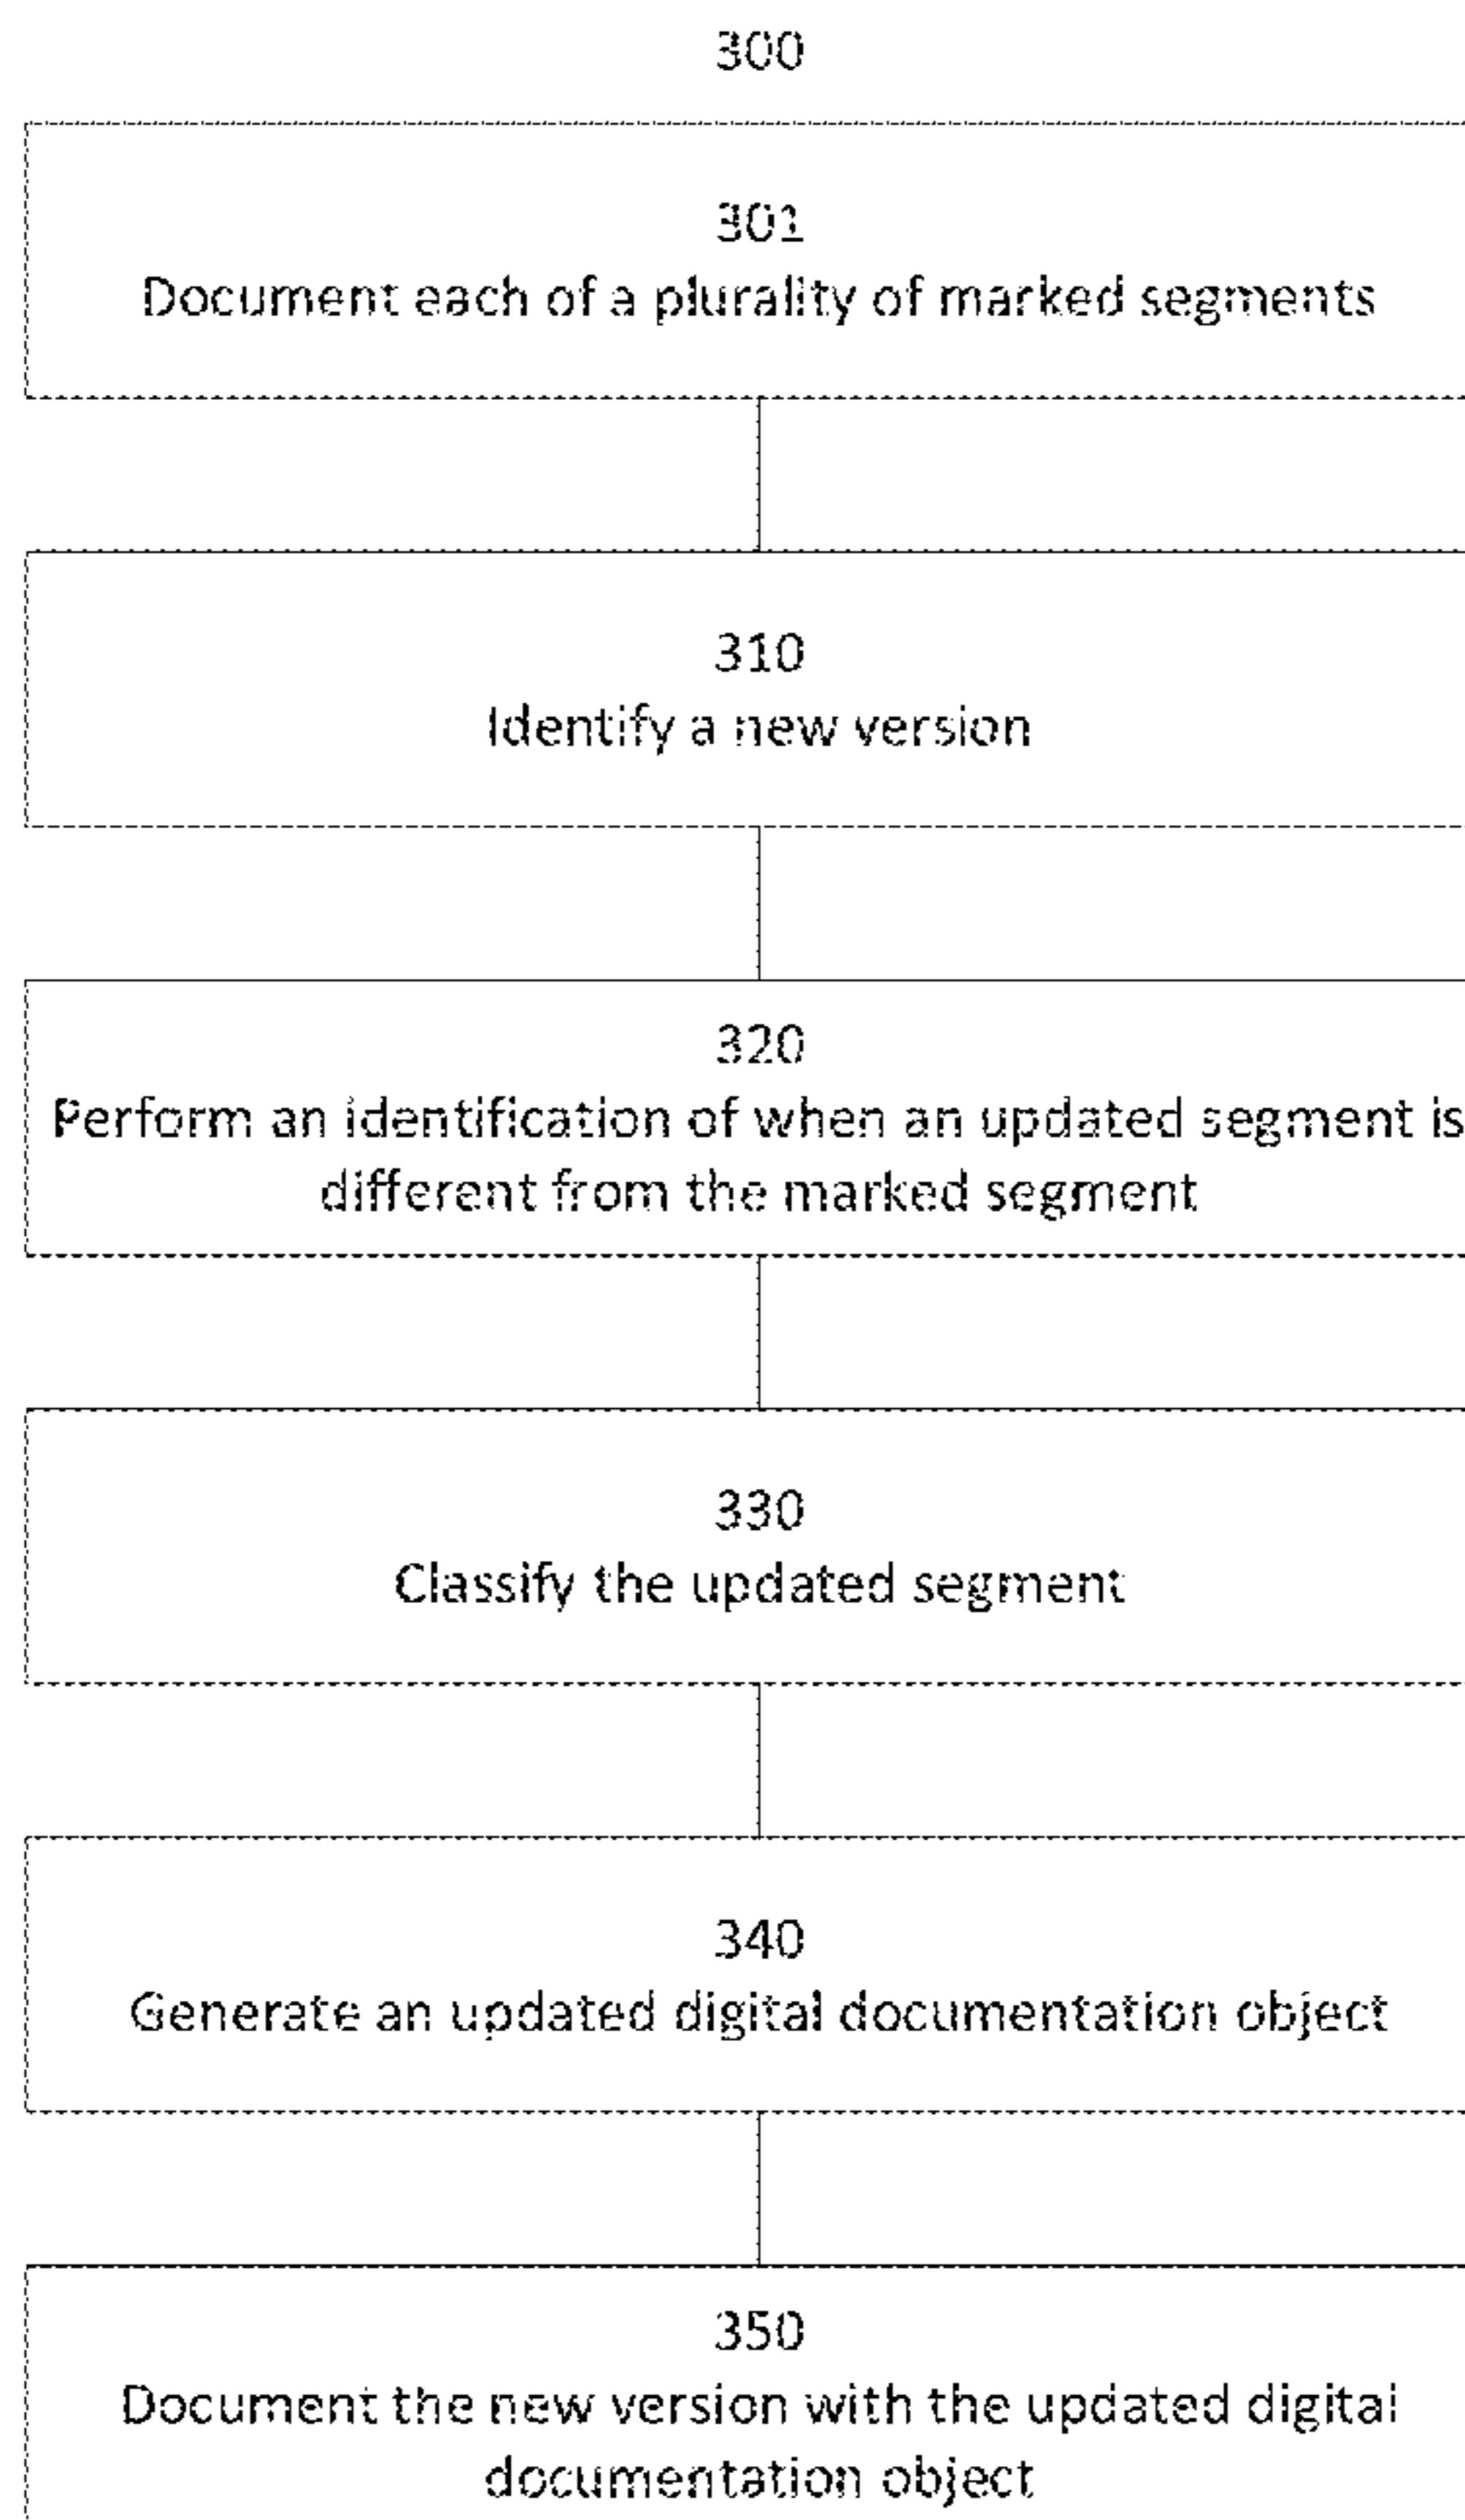 300
301
Document each of a plurality of marked segments
310
Identify a new version
320
Perform an identification of when an updated segment is
different from the marked segment
330
Classify the updated segment
340
Generate an updated digital documentation object
350
Document the new version with the updated digital
documentation object